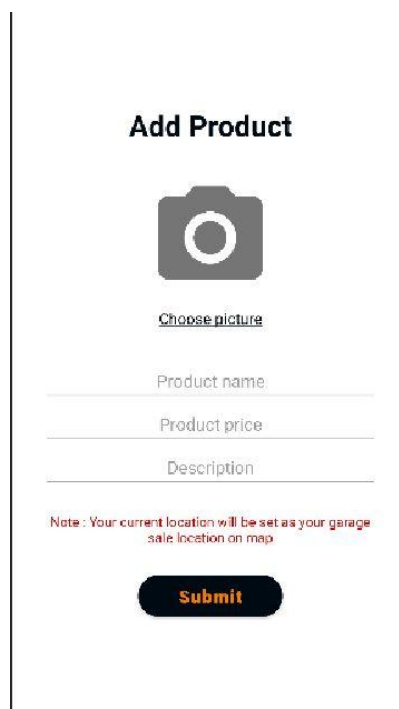 Add Product
Choose picture
Product name
Product price
Description
Note : Your current location will be set as your garage
sale location on map
Submit